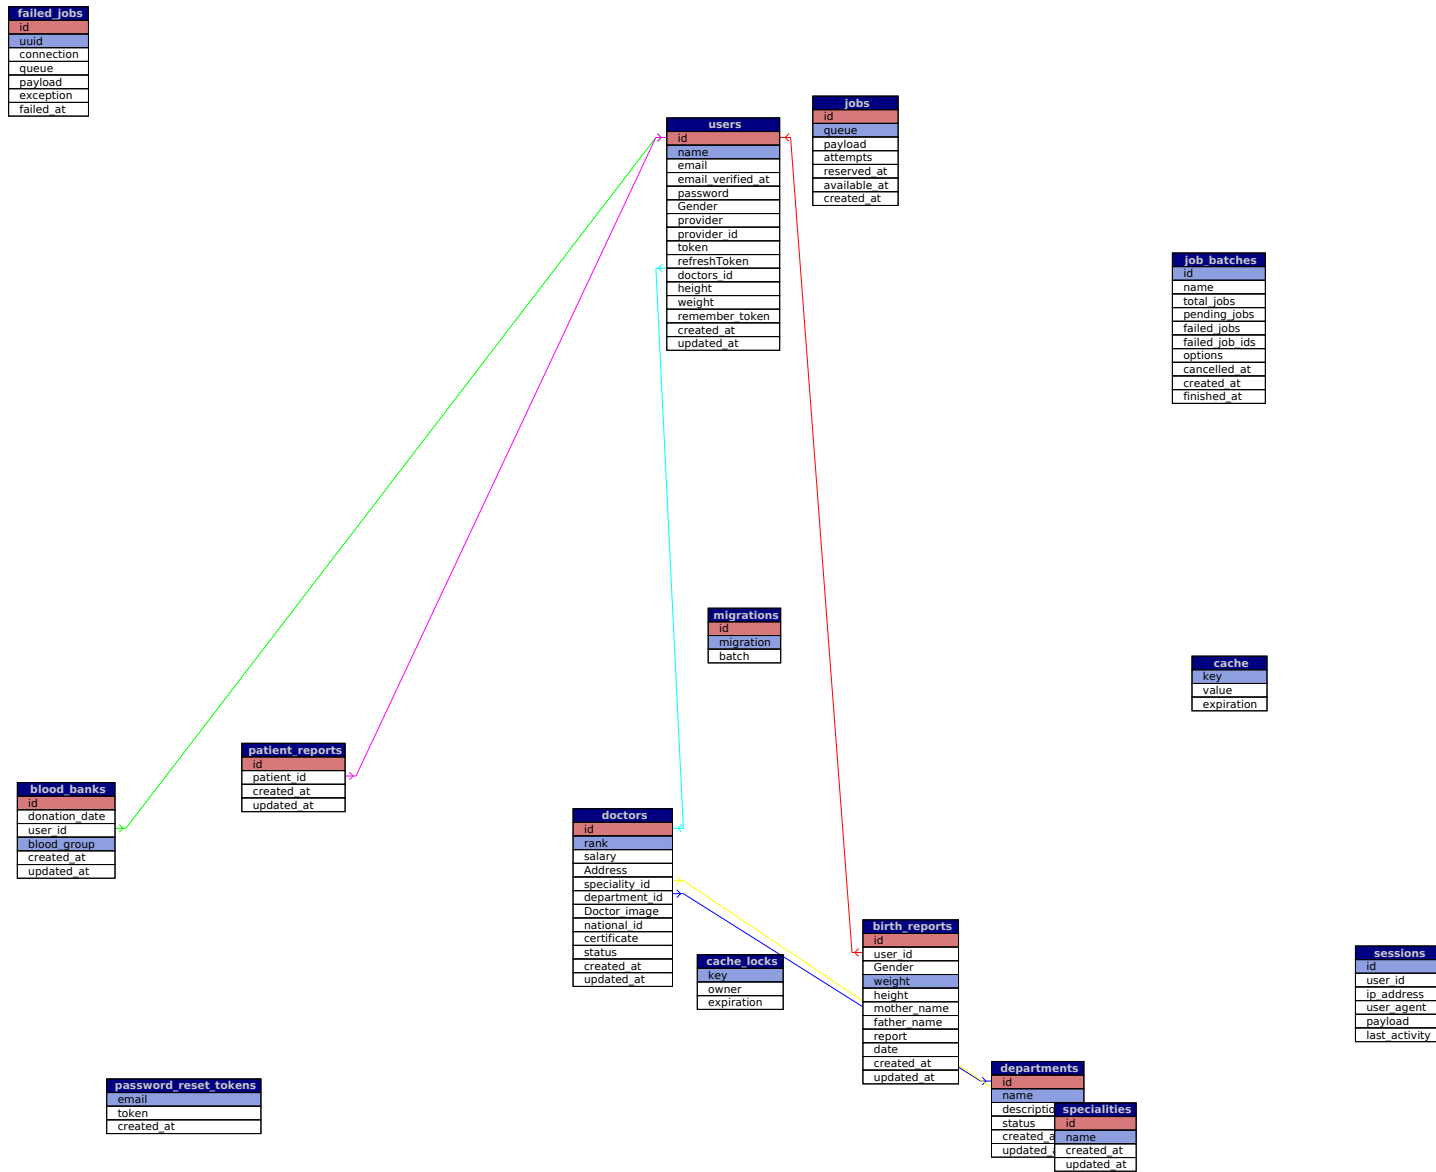 failed_jobs
id
uuid
connection
queue
payload
exception
failed_at
users
id
name
email
email_verified_at
password
Gender
provider
provider_id
token
refreshToken
doctors_id
height
weight
remember_token
created_at
updated_at
jobs
id
queue
payload
attempts
reserved_at
available_at
created_at
job_batches
id
name
total_jobs
pending_jobs
failed_jobs
failed_job_ids
options
cancelled_at
created_at
finished_at
migrations
id
migration
batch
cache
key
value
expiration
patient_reports
id
patient_id
created_at
updated_at
blood_banks
id
donation_date
user_id
blood_group
created_at
updated_at
doctors
id
rank
salary
Address
speciality_id
department_id
Doctor_image
national_id
certificate
status
created_at
updated_at
cache_locks
key
owner
expiration
birth_reports
id
user_id
Gender
weight
height
mother_name
father_name
report
date
created_at
updated_at
sessions
id
user_id
ip_address
user_agent
payload
last_activity
password_reset_tokens
email
token
created_at
departments
id
name
descriptio
status
created_a
updated_
specialities
id
name
created_at
updated_at